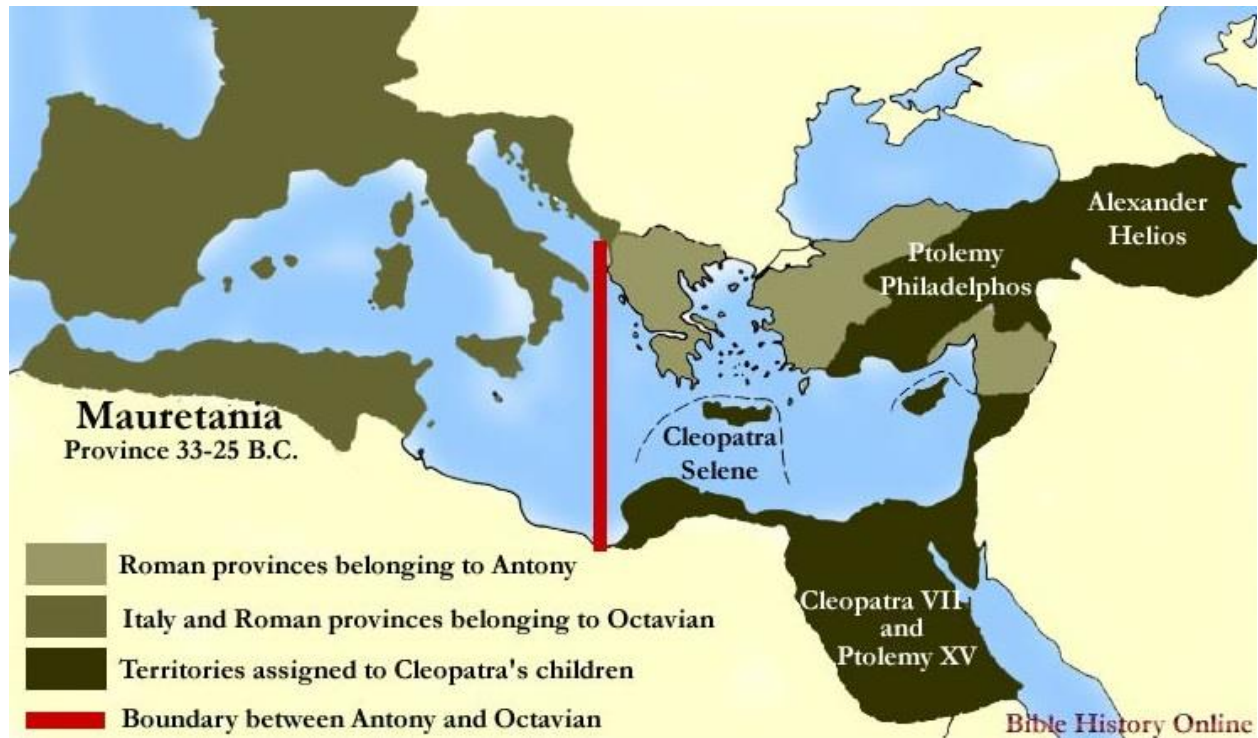 Alexander
Helios
Ptolemy
Philadelphos
Mauretania
Province 33-25 B.C.
Cleopatra
Selene
Roman provinces belonging to Antony
Italy and Roman provinces belonging to Octavian
Territories assigned to Cleopatra's children
Boundary between Antony and Octavian
Cleopatra VII
and
Ptolemy XV
Bible History Online